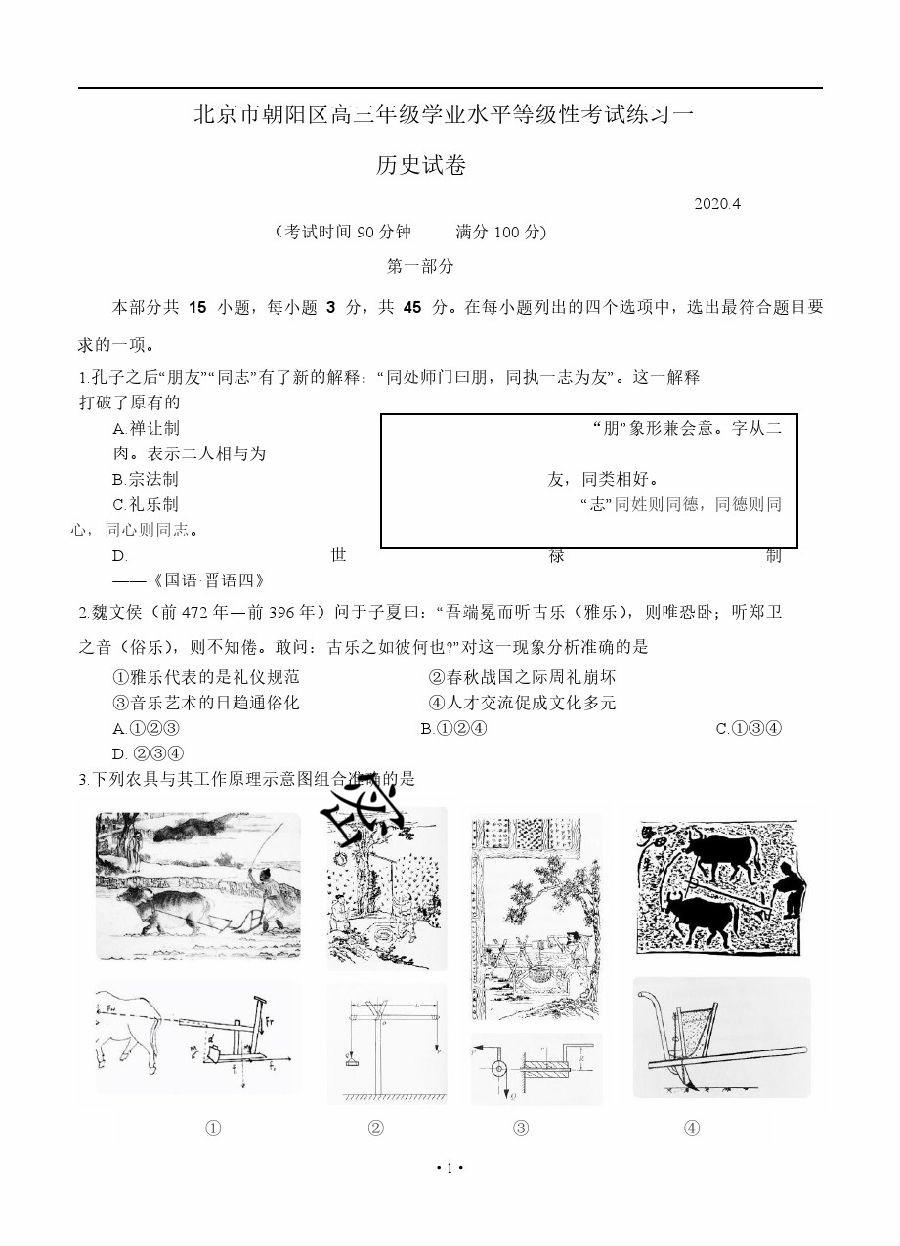 北京市朝阳区高三年级学业水平等级性考试练习一
历史试卷
2020.4
（考试时间 90 分钟 满分 100 分)
第一部分
本部分共 15 小题，每小题 3 分，共 45 分。在每小题列出的四个选项中，选出最符合题目要
求的一项。
1.孔子之后“朋友”“同志”有了新的解释：“同处师门曰朋，同执一志为友”。这一解释
打破了原有的
A.禅让制 “朋”象形兼会意。字从二
肉。表示二人相与为
B.宗法制 友，同类相好。
C.礼乐制 “志”同姓则同德，同德则同
心，同心则同志。
D. 世 禄 制
——《国语·晋语四》
2.魏文侯（前 472 年—前 396 年）问于子夏曰：“吾端冕而听古乐（雅乐），则唯恐卧；听郑卫
之音（俗乐），则不知倦。敢问：古乐之如彼何也?”对这一现象分析准确的是
①雅乐代表的是礼仪规范 ②春秋战国之际周礼崩坏
③音乐艺术的日趋通俗化 ④人才交流促成文化多元
A.①②③ B.①②④ C.①③④
D. ②③④
3.下列农具与其工作原理示意图组合准确的是
① ② ③ ④
·1·